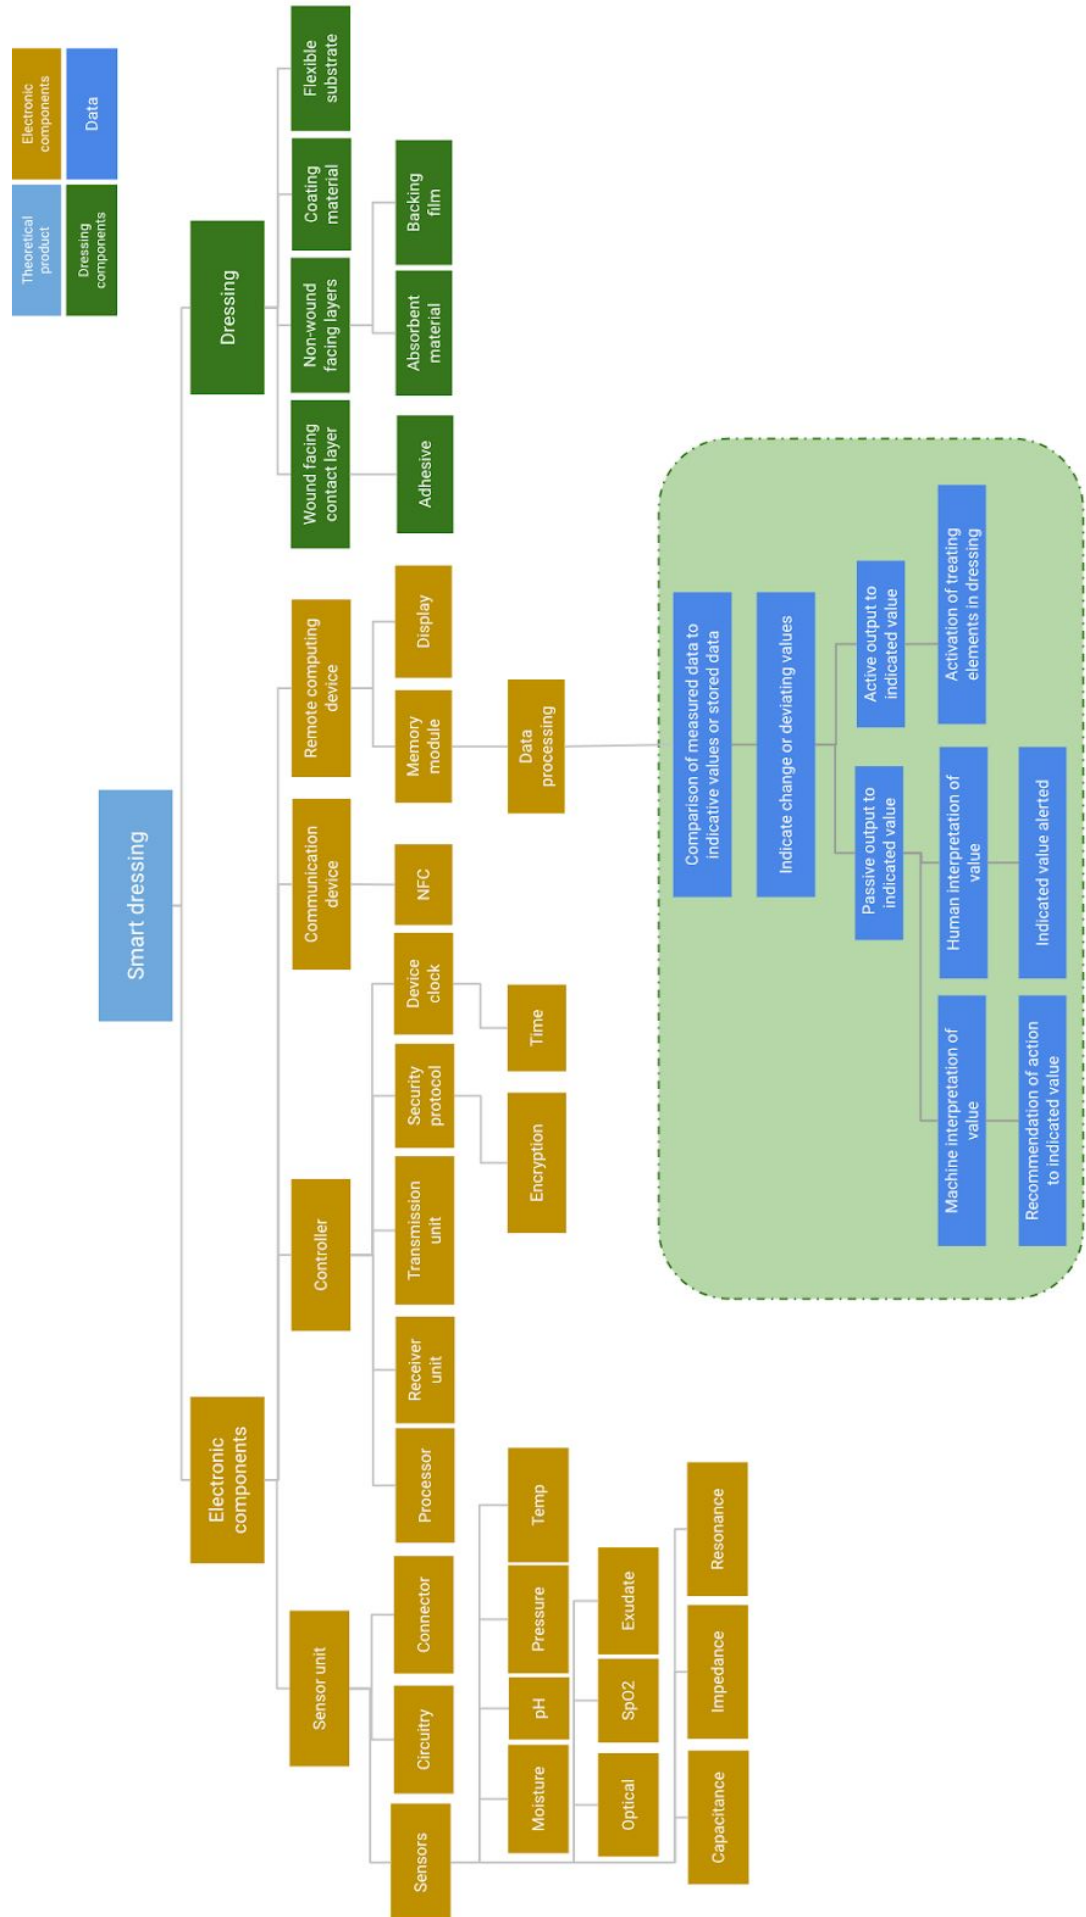 Smart dressing
Theoretical
product
Electronic
components
Dressing
components
Data
Electronic
components
Dressing
Sensor unit
Controller
Communication
device
Remote computing
device
Wound facing
contact layer
Non-wound
facing layers
Coating
material
Flexible
substrate
Sensors
Circuitry
Connector
Processor
Receiver
unit
Transmission
unit
Security
protocol
Device
clock
NFC
Memory
module
Display
Adhesive
Absorbent
material
Backing
film
Moisture
pH
Pressure
Temp
Encryption
Time
Data
processing
Optical
SpO2
Exudate
Capacitance
Impedance
Resonance
Comparison of measured data to
indicative values or stored data
Indicate change or deviating values
Passive output to
indicated value
Active output to
indicated value
Machine interpretation of
value
Human interpretation of
value
Activation of treating
elements in dressing
Recommendation of action
to indicated value
Indicated value alerted